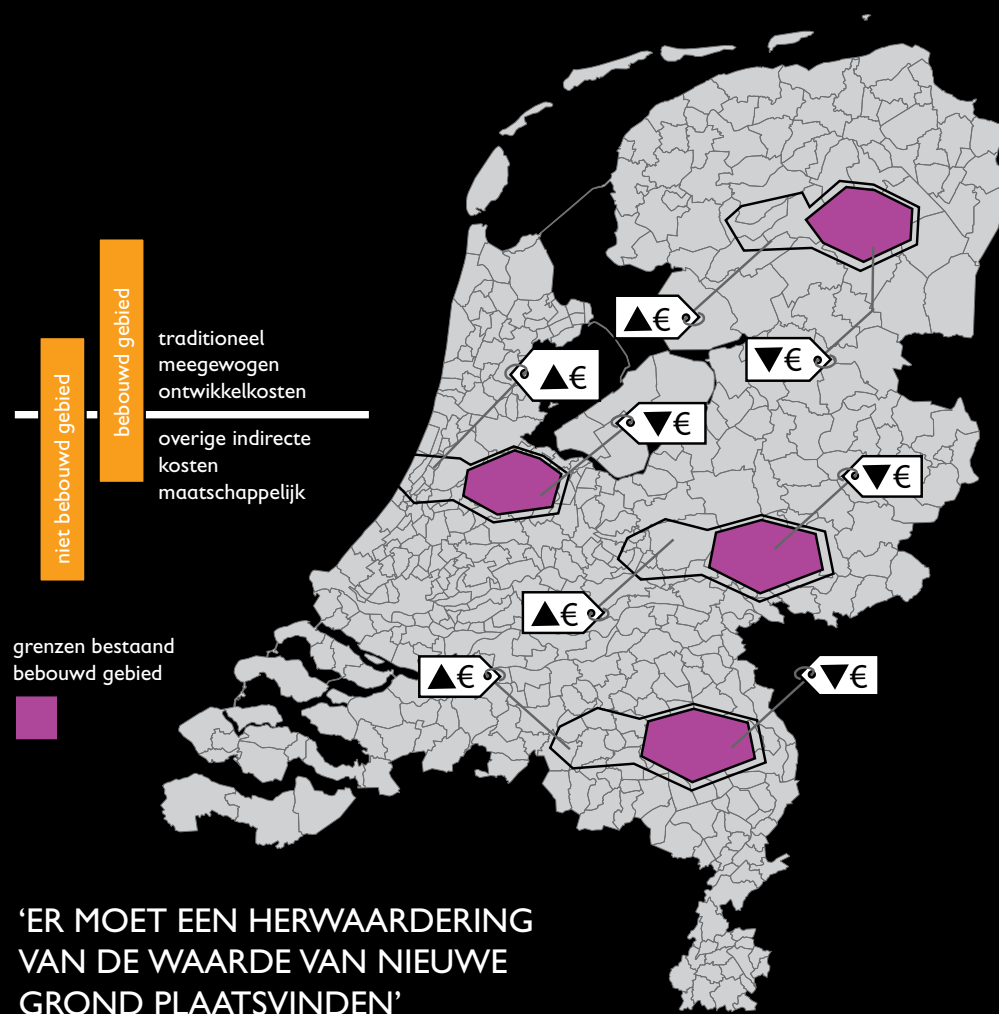 bebouwd gebied
niet bebouwd gebied
traditioneel
meegewogen
ontwikkelkosten
overige indirecte
kosten
maatschappelijk
grenzen bestaand
bebouwd gebied
▲€
▼€
▲€
▼€
▼€
▲€
▲€
▼€
‘ER MOET EEN HERWAARDERING
VAN DE WAARDE VAN NIEUWE
GROND PLAATSVINDEN’